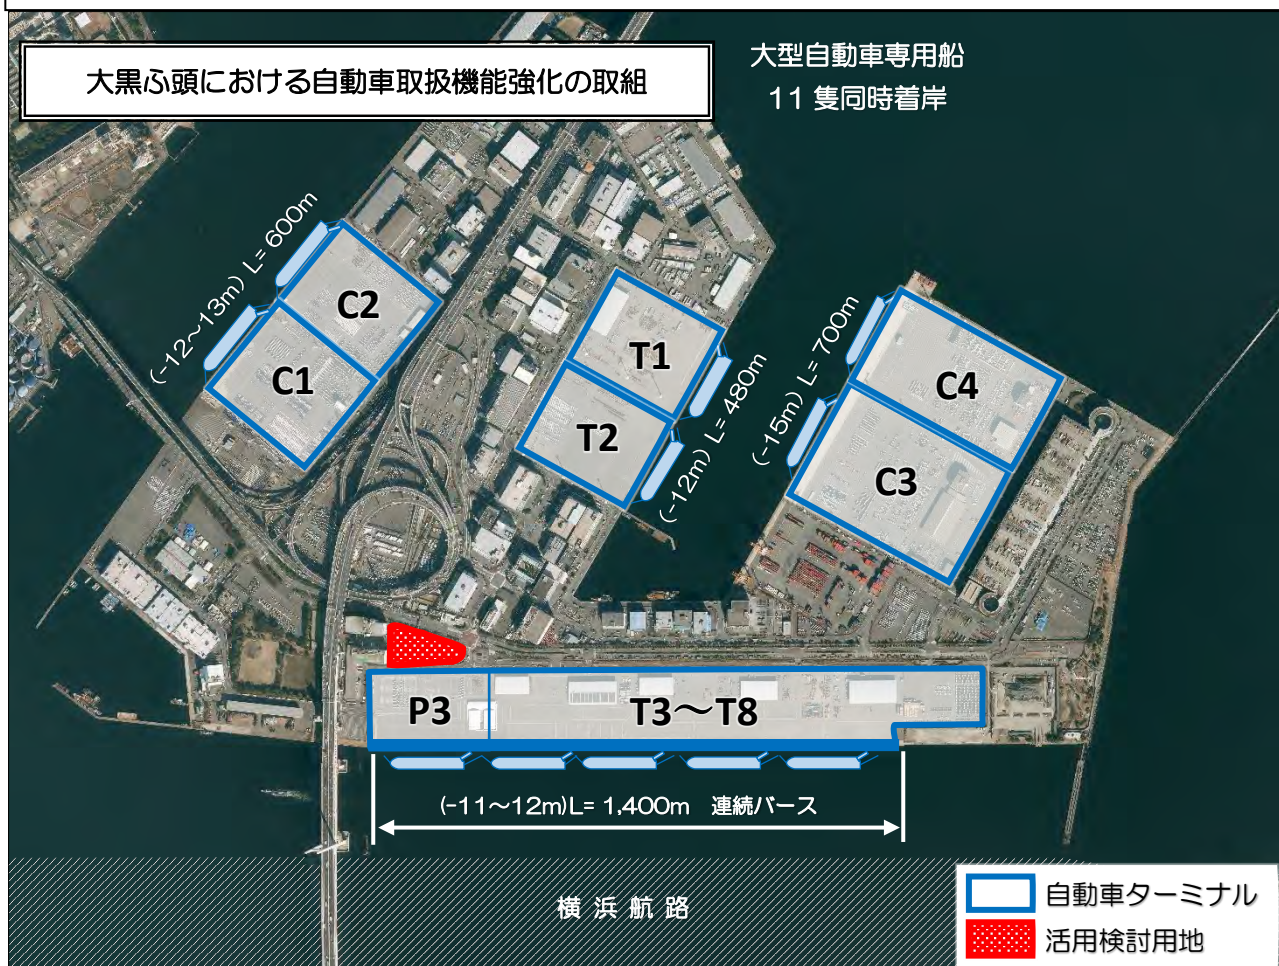 大黒ふ頭における自動車取扱機能強化の取組
大型自動車専用船
11 隻同時着岸
(-12～13m) L= 600m
C2
C1
T1
T2
(-12m) L= 480m
(-15m) L= 700m
C4
C3
P3
T3～T8
(-11～12m)L= 1,400m 連続バース
横浜航路
自動車ターミナル
活用検討用地